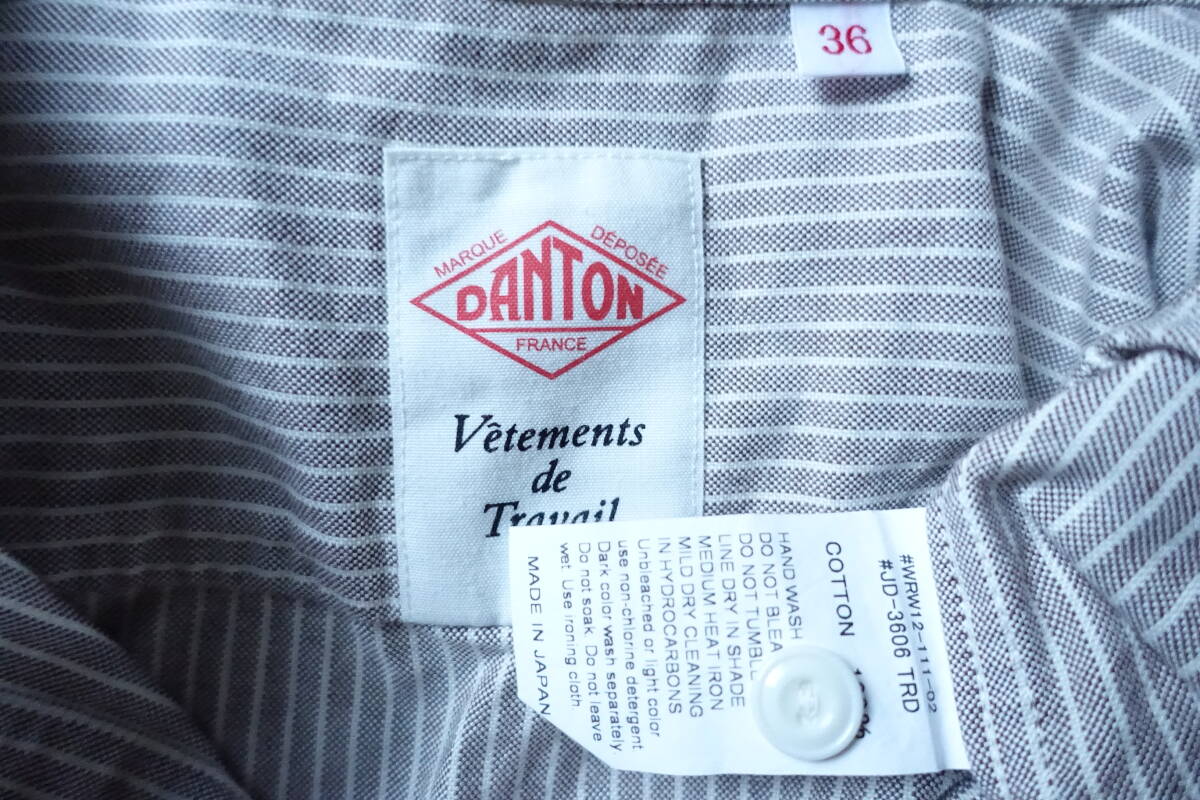 36
MARQUE DÉPOSÉE
DANTON
FRANCE
Vêtements
de
Travail
#WRW12-111-02
#JD-3606 TRD
COTTON
HAND WASH
DO NOT
DO NOT
LINE DRY IN SHADE
MEDIUM HEAT IRON
MILD DRY CLEANING
IN HYDROCARBONS
Unbleached or light color
use non-chlorine detergent
Dark color wash separately
Do not soak. Do not leave
wet. Use ironing cloth
MADE IN JAPAN